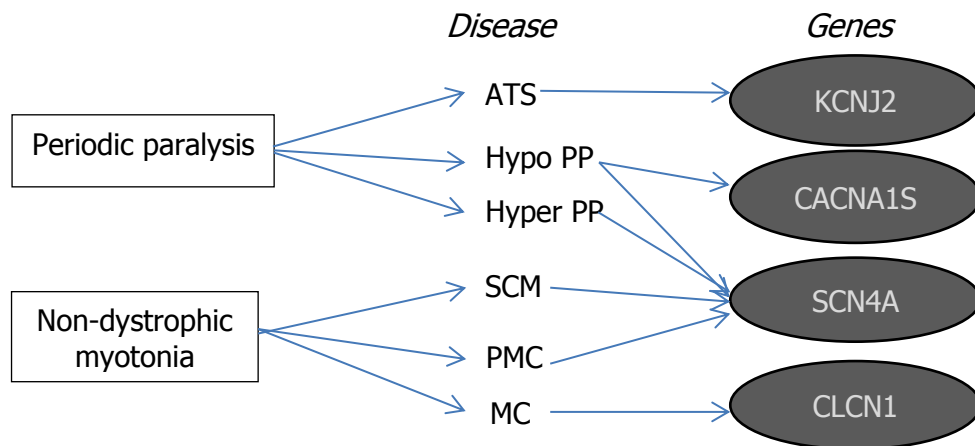 Disease
Genes
ATS
KCNJ2
Periodic paralysis
Hypo PP
CACNA1S
Hyper PP
SCM
SCN4A
Non-dystrophic
myotonia
PMC
MC
CLCN1